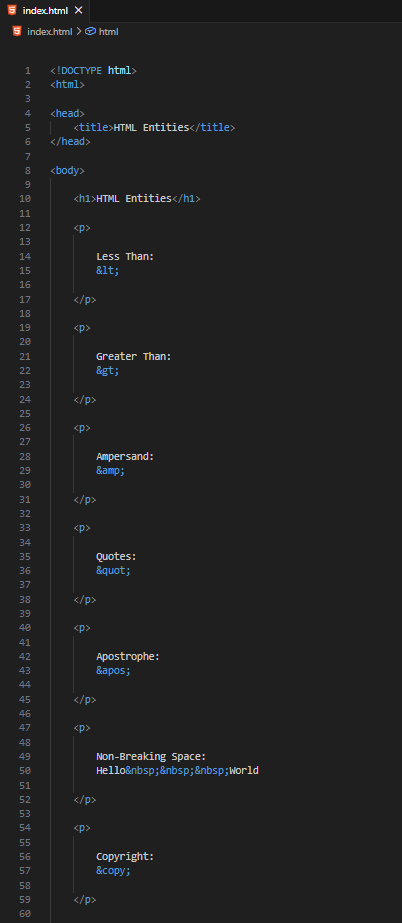 index.html
index.html > html
1 <!DOCTYPE html>
2 <html>
3
4 <head>
5 <title>HTML Entities</title>
6 </head>
7
8 <body>
9
10 <h1>HTML Entities</h1>
11
12 <p>
13
14 Less Than:
15 &lt;
16
17 </p>
18
19 <p>
20
21 Greater Than:
22 &gt;
23
24 </p>
25
26 <p>
27
28 Ampersand:
29 &amp;
30
31 </p>
32
33 <p>
34
35 Quotes:
36 &quot;
37
38 </p>
39
40 <p>
41
42 Apostrophe:
43 &apos;
44
45 </p>
46
47 <p>
48
49 Non-Breaking Space:
50 Hello&nbsp;&nbsp;&nbsp;World
51
52 </p>
53
54 <p>
55
56 Copyright:
57 &copy;
58
59 </p>
60